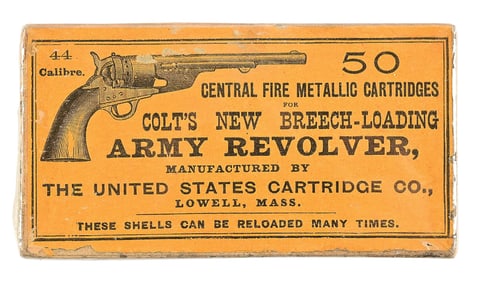 44
Calibre.
50
CENTRAL FIRE METALLIC CARTRIDGES
FOR
COLT'S NEW BREECH-LOADING
ARMY REVOLVER,
MANUFACTURED BY
THE UNITED STATES CARTRIDGE CO.,
LOWELL, MASS.
THESE SHELLS CAN BE RELOADED MANY TIMES.